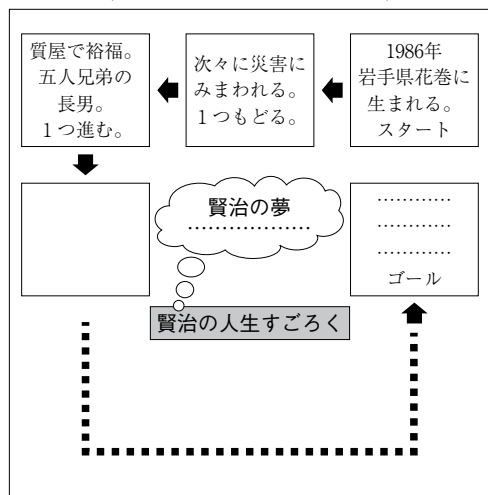 1986年
岩手県花巻に
生まれる。
スタート
次々に災害に
みまわれる。
1つもどる。
質屋で裕福。
五人兄弟の
長男。
1つ進む。
賢治の夢
…………………
…………
…………
…………
ゴール
賢治の人生すごろく